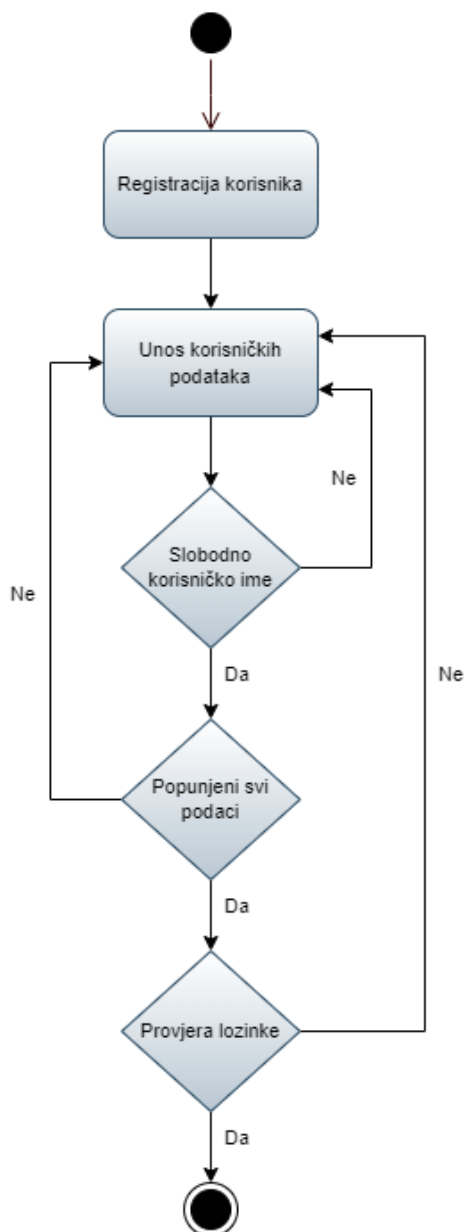 Registracija korisnika
Unos korisničkih
podataka
Ne
Slobodno
korisničko ime
Ne
Da
Ne
Popunjeni svi
podaci
Da
Provjera lozinke
Da